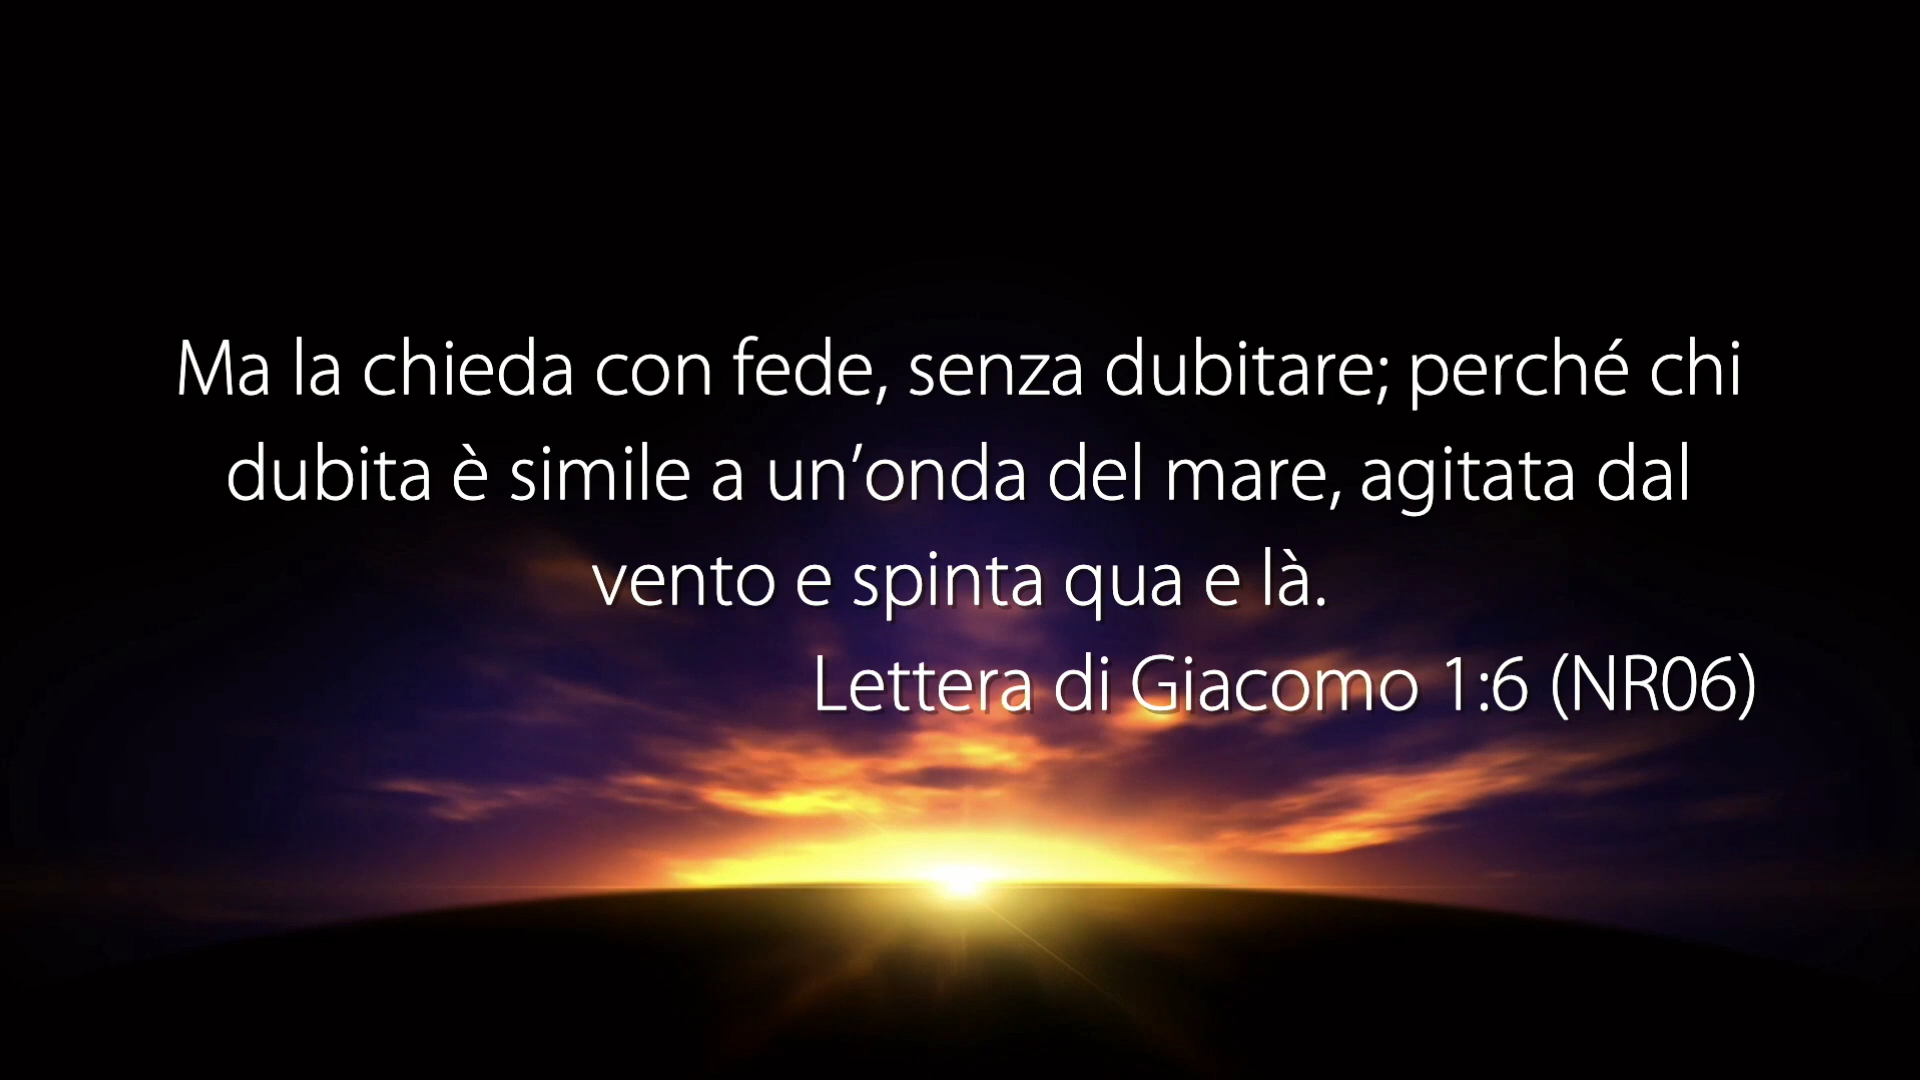 Ma la chieda con fede, senza dubitare; perché chi
dubita è simile a un’onda del mare, agitata dal
vento e spinta qua e là.
Lettera di Giacomo 1:6 (NR06)